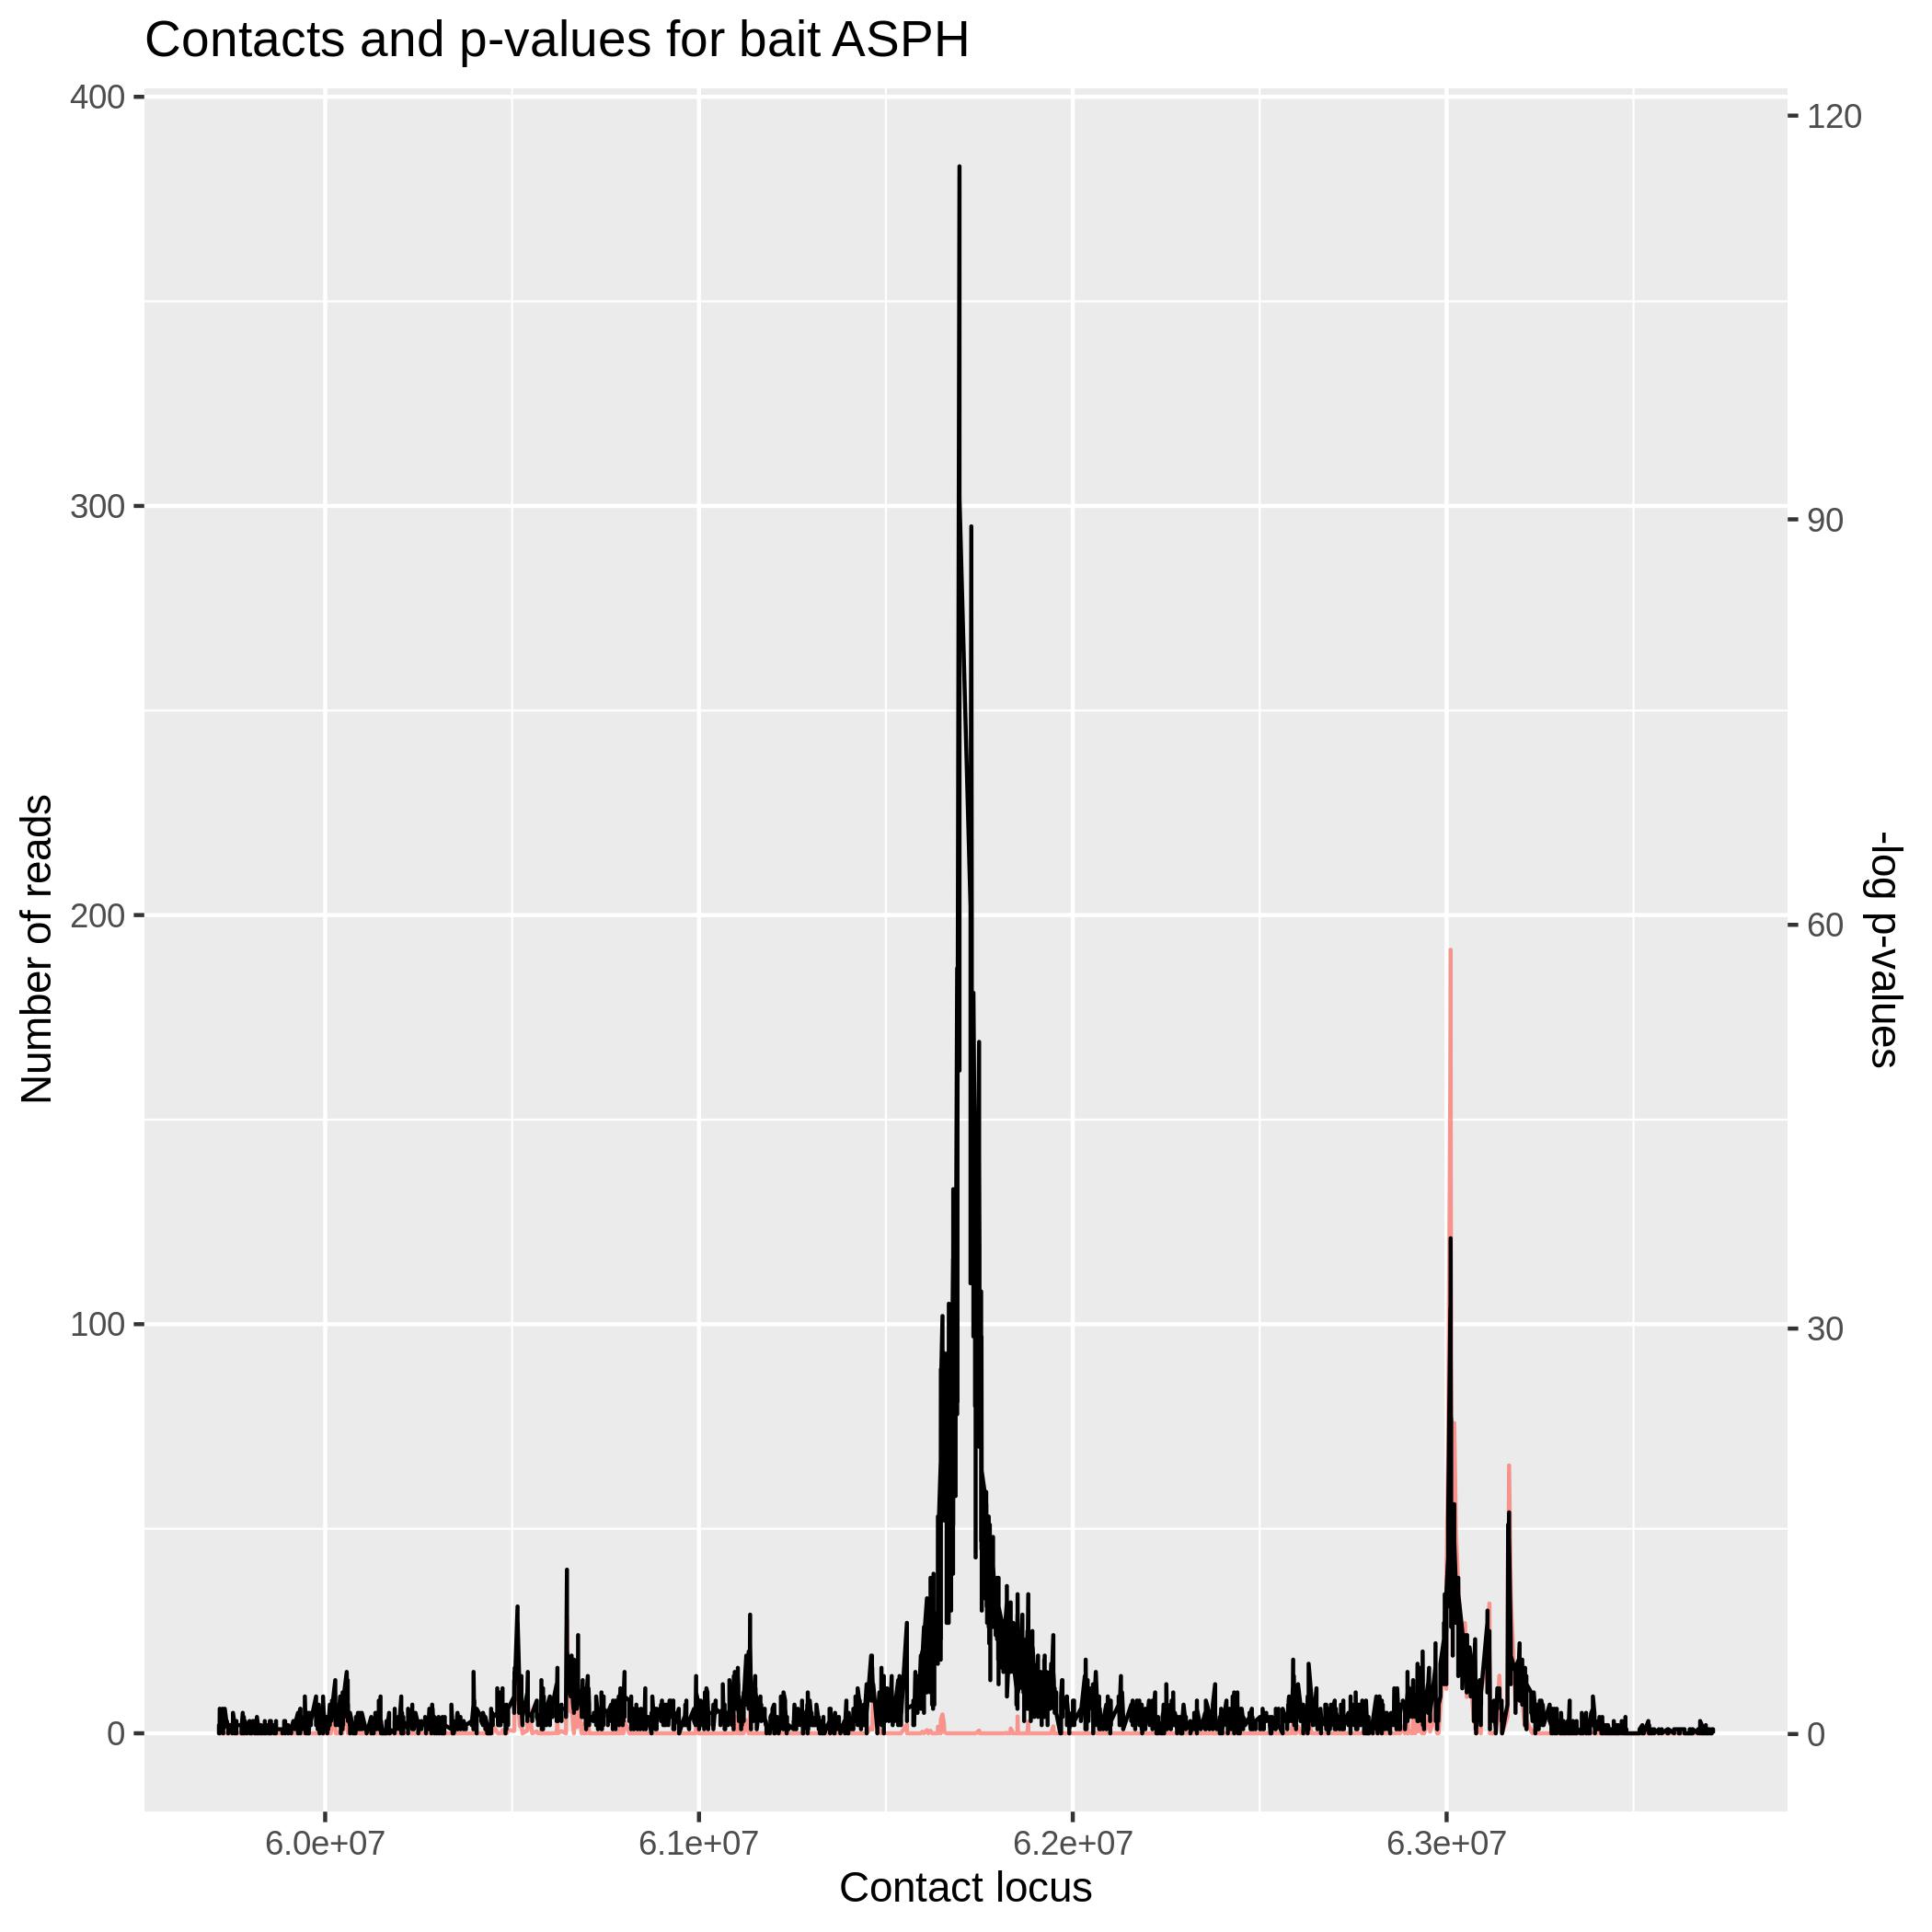 Contacts and p-values for bait ASPH
400
300
200
100
0
Number of reads
120
90
60
30
0
-log p-values
6.0e+07
6.1e+07
6.2e+07
6.3e+07
Contact locus